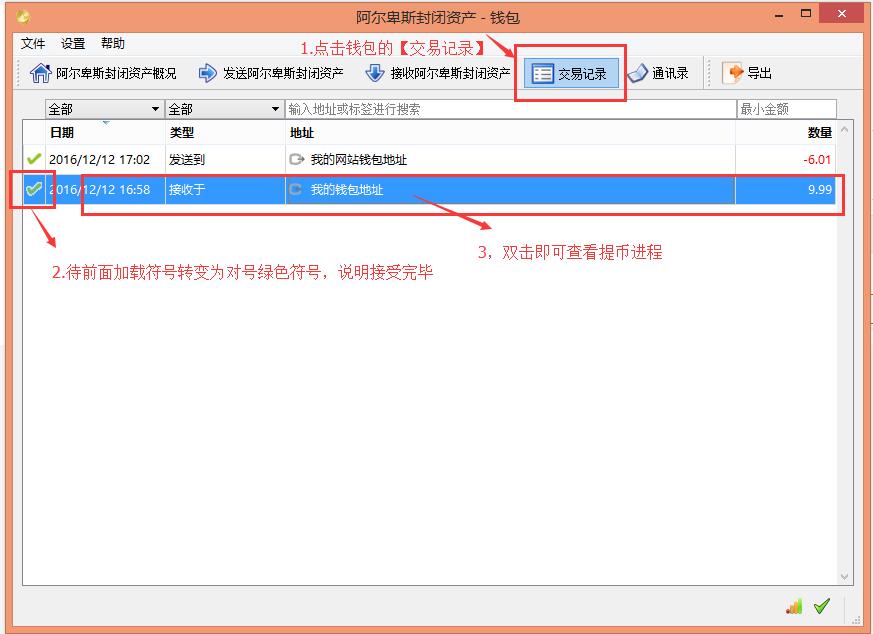 阿尔卑斯封闭资产 - 钱包
文件 设置 帮助
1.点击钱包的【交易记录】
阿尔卑斯封闭资产概况 发送阿尔卑斯封闭资产 接收阿尔卑斯封闭资产 交易记录 通讯录 导出
全部 全部 输入地址或标签进行搜索 最小金额
日期 类型 地址 数量
2016/12/12 17:02 发送到 我的网站钱包地址 -6.01
2016/12/12 16:58 接收于 我的钱包地址 9.99
3，双击即可查看提币进程
2.待前面加载符号转变为对号绿色符号，说明接受完毕